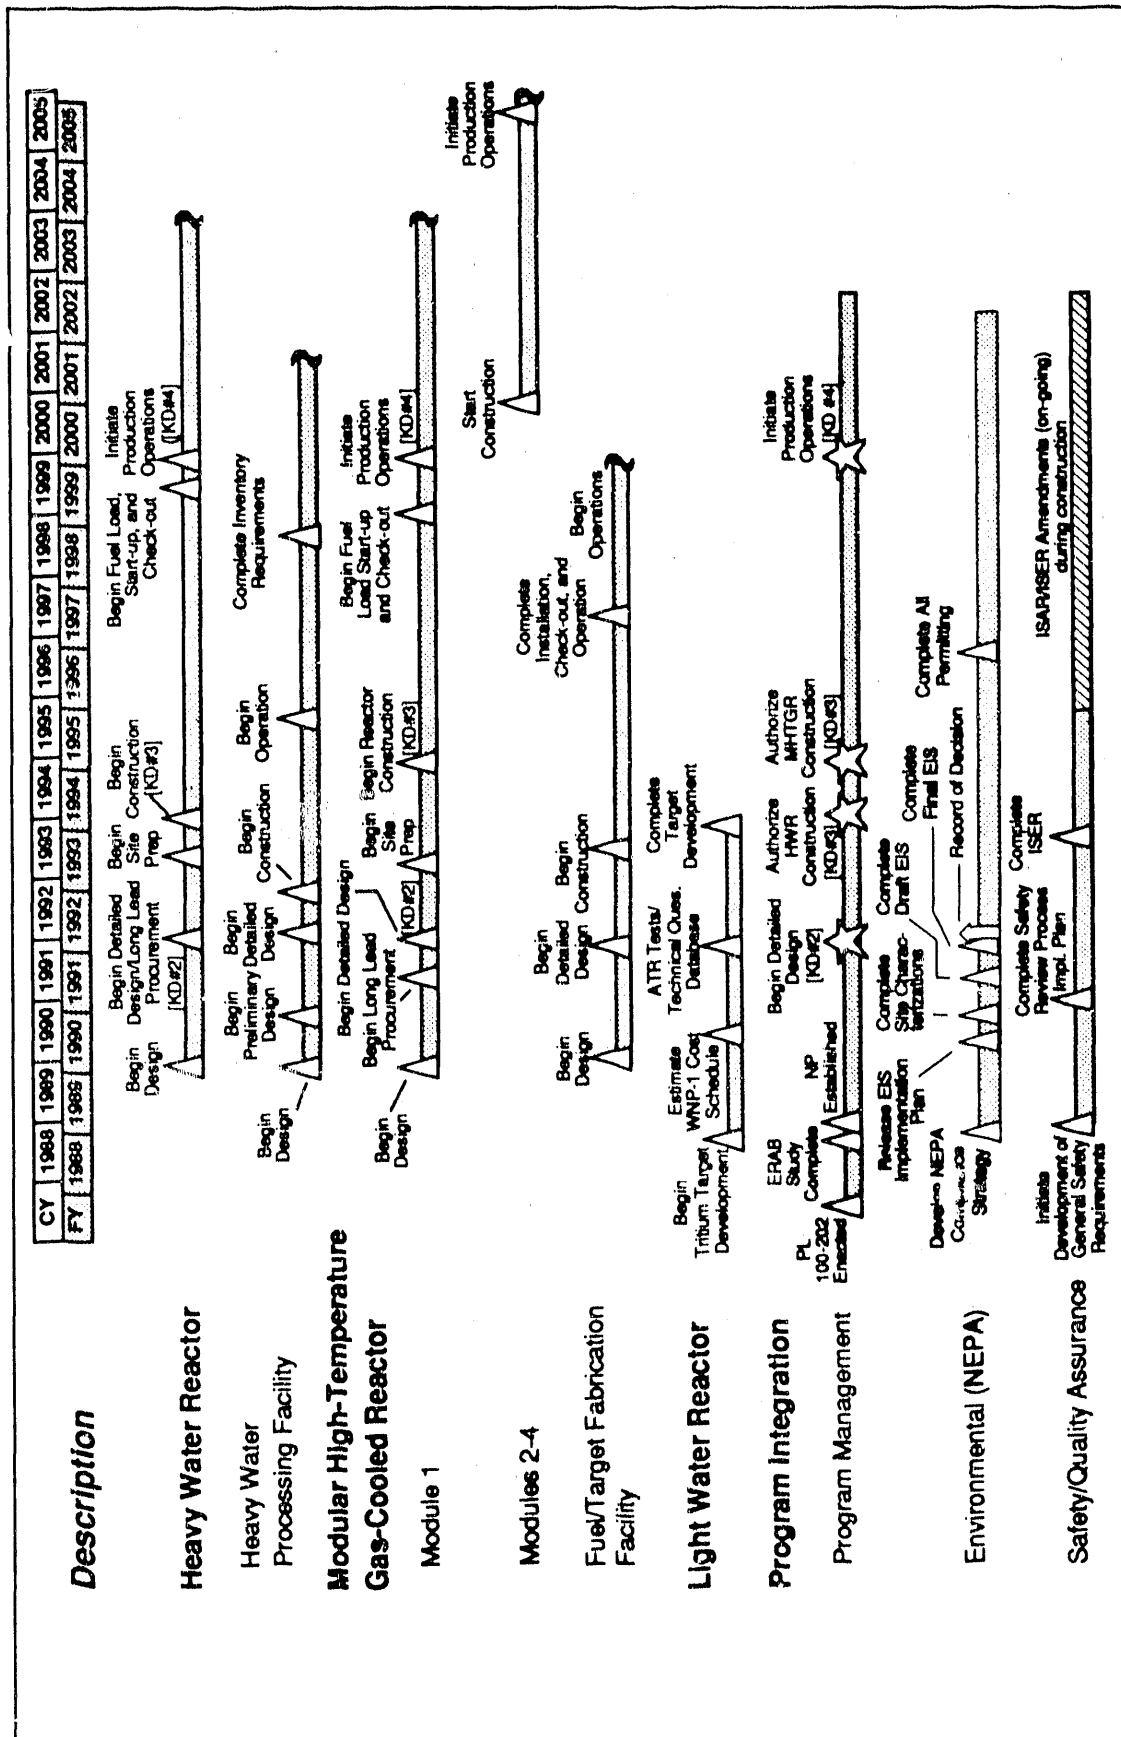 CY 1988 1989 1990 1991 1992 1993 1994 1995 1996 1997 1998 1999 2000 2001 2002 2003 2004 2005
FY 1988 1989 1990 1991 1992 1993 1994 1995 1996 1997 1998 1999 2000 2001 2002 2003 2004 2005
Description
Heavy Water Reactor
Begin
Design
Begin Detailed
Design/Long Lead
Procurement
[KD#2]
Begin
Site
Prep
Begin
Construction
[KD#3]
Begin Fuel Load,
Start-up, and
Check-out
Initiate
Production
Operations
([KD#4]
Heavy Water
Processing Facility
Begin
Design
Begin
Preliminary
Design
Begin
Detailed
Design
Begin
Construction
Begin
Operation
Complete Inventory
Requirements
Modular High-Temperature
Gas-Cooled Reactor
Module 1
Begin
Design
Begin Long Lead
Procurement
Begin Detailed Design
[KD#2]
Begin
Site
Prep
Begin Reactor
Construction
[KD#3]
Begin Fuel
Load Start-up
and Check-out
Initiate
Production
Operations
[KD#4]
Modules 2-4
Start
Construction
Initiate
Production
Operations
Fuel/Target Fabrication
Facility
Begin
Design
Begin
Detailed
Design
Begin
Construction
Complete
Installation,
Check-out, and
Operation
Begin
Operations
Light Water Reactor
Begin
Tritium Target
Development
Estimate
WNP-1 Cost
Schedule
ATR Tests/
Technical Ques.
Database
Complete
Target
Development
Program Integration
Program Management
PL
100-202
Enacted
ERAB
Study
Complete
NP
Established
Begin Detailed
Design
[KD#2]
Authorize
HWR
Construction
[KD#3]
Authorize
MHTGR
Construction
[KD#3]
Initiate
Production
Operations
[KD #4]
Environmental (NEPA)
Develop NEPA
Strategy
Release EIS
Implementation
Plan
Complete
Site Charac-
terizations
Complete
Draft EIS
Complete
Final EIS
Record of Decision
Complete All
Permitting
Safety/Quality Assurance
Initiate
Development of
General Safety
Requirements
Complete Safety
Review Process
Impl. Plan
Complete
ISER
ISAR/ISER Amendments (on-going)
during construction